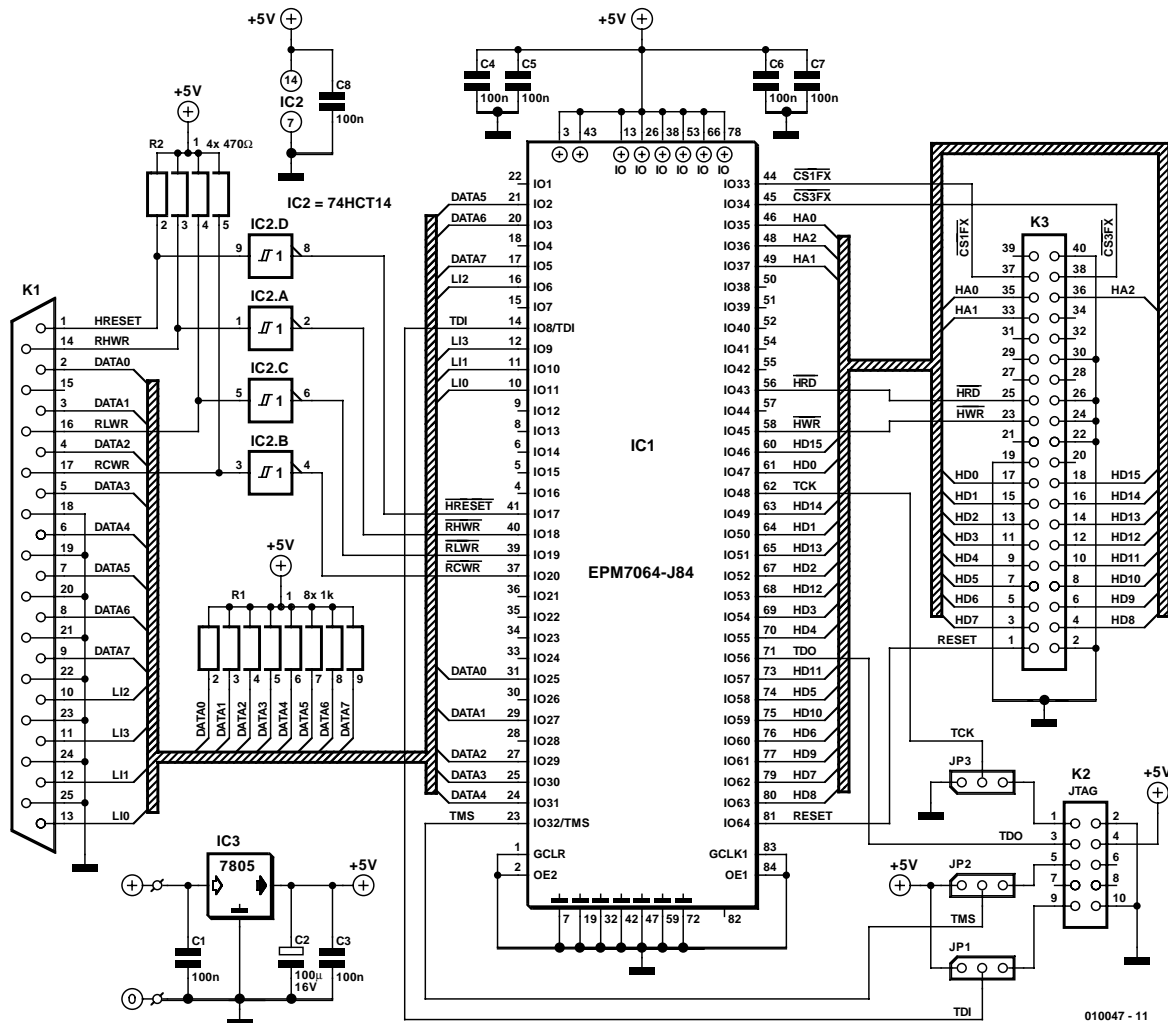 +5V
+5V
14
IC2
7
C8
100n
C4
100n
C5
100n
C6
100n
C7
100n
+5V
R2
1
4x 470Ω
2
3
4
5
IC2 = 74HCT14
IC2.D
9
1
8
IC2.A
1
1
2
IC2.C
5
1
6
IC2.B
3
1
4
K1
1 HRESET
14 RHWR
2 DATA0
15
3 DATA1
16 RLWR
4 DATA2
17 RCWR
5 DATA3
18
6 DATA4
19
7 DATA5
20
8 DATA6
21
9 DATA7
22
10 LI2
23
11 LI3
24
12 LI1
25
13 LI0
+5V
R1
1
8x 1k
2 3 4 5 6 7 8 9
DATA0
DATA1
DATA2
DATA3
DATA4
DATA5
DATA6
DATA7
3 43 13 26 38 53 66 78
IO IO IO IO IO IO
IC1
EPM7064-J84
22 IO1
DATA5 21 IO2
DATA6 20 IO3
18 IO4
DATA7 17 IO5
LI2 16 IO6
15 IO7
TDI 14 IO8/TDI
LI3 12 IO9
LI1 11 IO10
LI0 10 IO11
9 IO12
8 IO13
6 IO14
5 IO15
4 IO16
HRESET 41 IO17
RHWR 40 IO18
RLWR 39 IO19
RCWR 37 IO20
36 IO21
35 IO22
34 IO23
33 IO24
DATA0 31 IO25
30 IO26
DATA1 29 IO27
28 IO28
DATA2 27 IO29
DATA3 25 IO30
DATA4 24 IO31
TMS 23 IO32/TMS
1 GCLR
2 OE2
IO33 44 CS1FX
IO34 45 CS3FX
IO35 46 HA0
IO36 48 HA2
IO37 49 HA1
IO38 50
IO39 51
IO40 52
IO41 54
IO42 55
IO43 56 HRD
IO44 57
IO45 58 HWR
IO46 60 HD15
IO47 61 HD0
IO48 62 TCK
IO49 63 HD14
IO50 64 HD1
IO51 65 HD13
IO52 67 HD2
IO53 68 HD12
IO54 69 HD3
IO55 70 HD4
IO56 71 TDO
IO57 73 HD11
IO58 74 HD5
IO59 75 HD10
IO60 76 HD6
IO61 77 HD9
IO62 79 HD7
IO63 80 HD8
IO64 81 RESET
GCLK1 83
OE1 84
7 19 32 42 47 59 72 82
K3
CS1FX
CS3FX
39 40
37 38
HA0 35 36 HA2
HA1 33 34
31 32
29 30
27 28
HRD 25 26
HWR 23 24
21 22
19 20
HD0 17 18 HD15
HD1 15 16 HD14
HD2 13 14 HD13
HD3 11 12 HD12
HD4 9 10 HD11
HD5 7 8 HD10
HD6 5 6 HD9
HD7 3 4 HD8
RESET 1 2
TCK
JP3
K2
JTAG
+5V
1 2
TDO 3 4
5 6
7 8
9 10
+5V
JP2
TMS
JP1
TDI
IC3
7805
+5V
C1
100n
C2
100μ
16V
C3
100n
0
010047 - 11